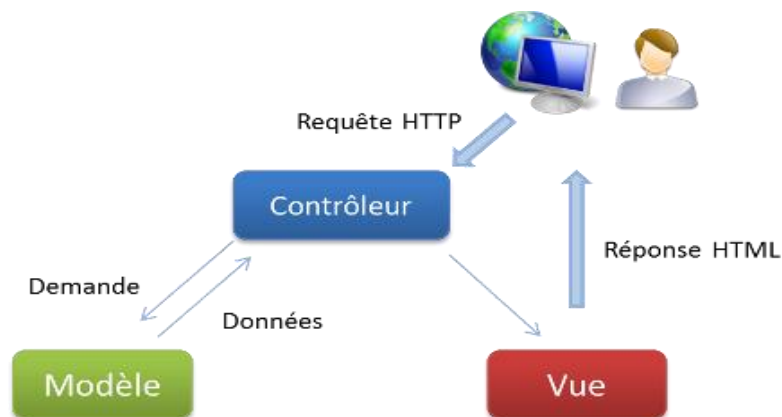 Requête HTTP
Contrôleur
Réponse HTML
Demande
Données
Modèle
Vue